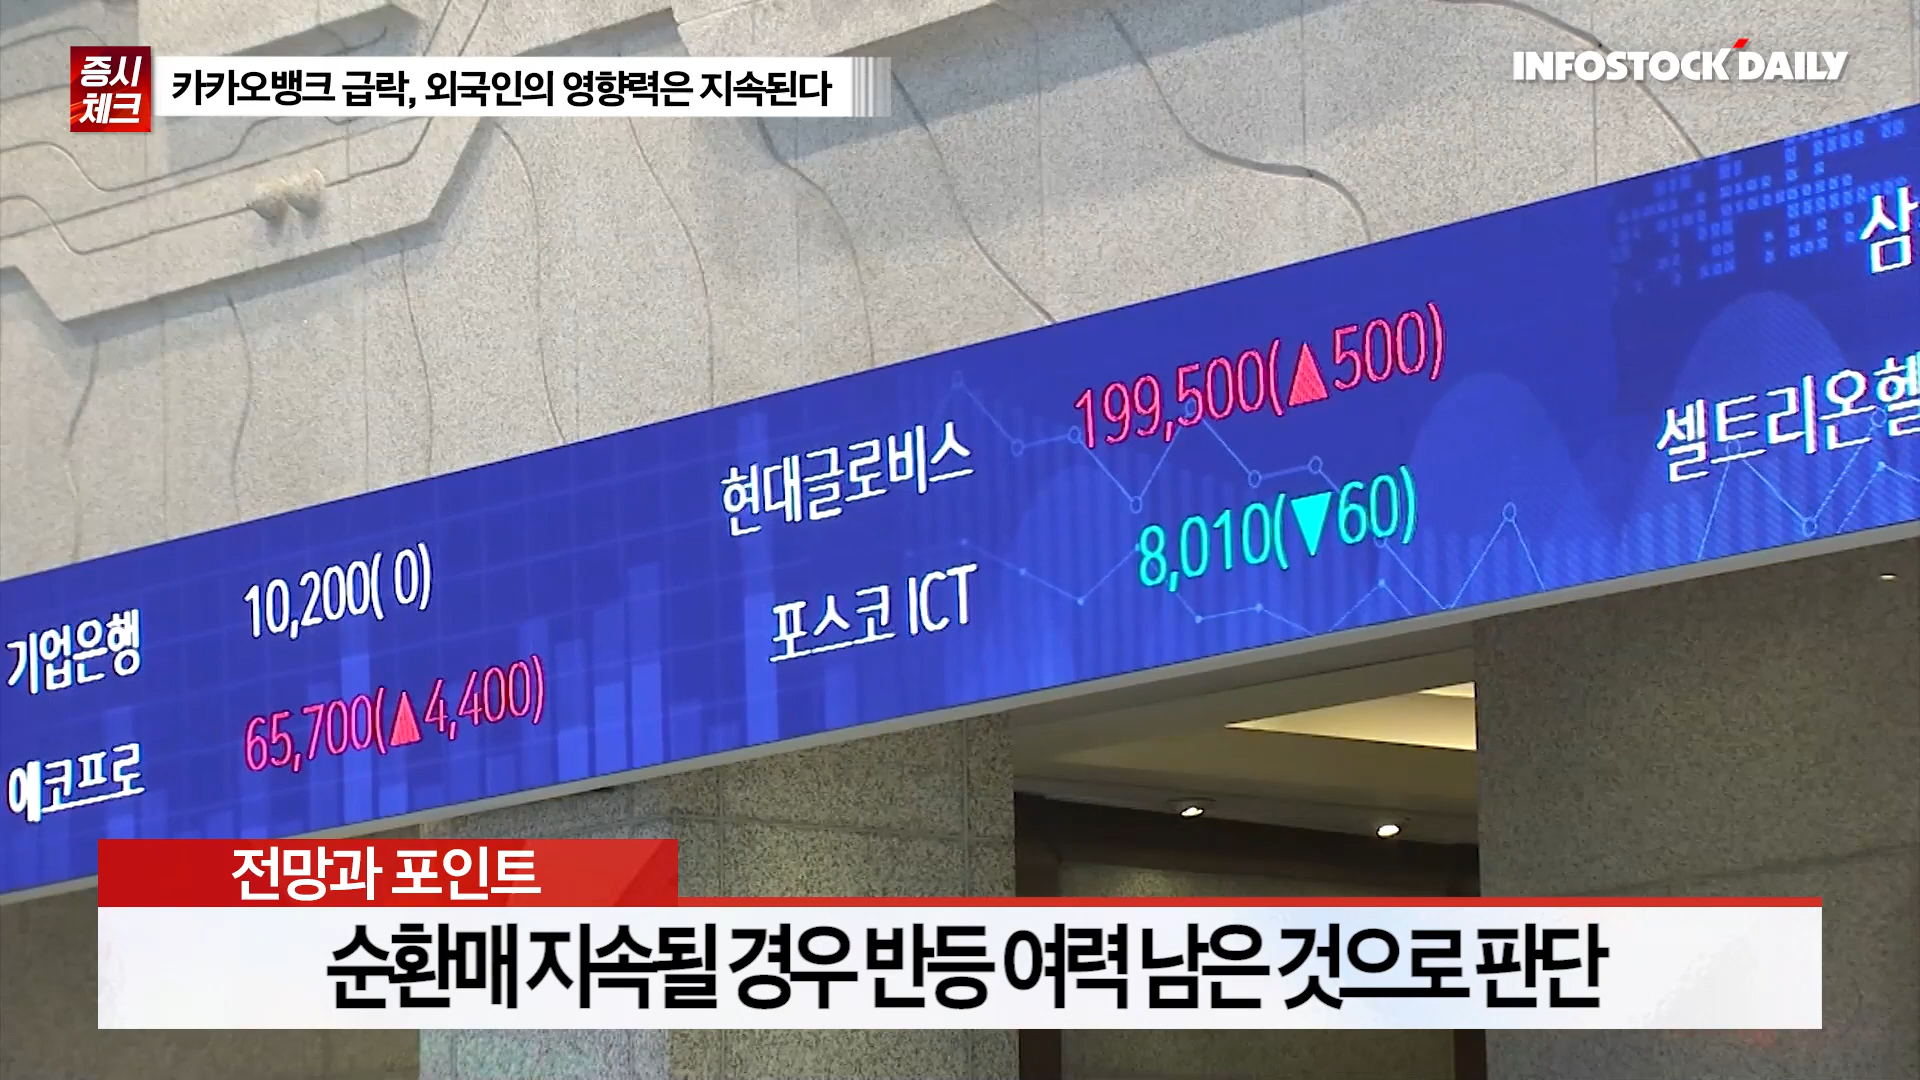 증시
체크
카카오뱅크 급락, 외국인의 영향력은 지속된다
INFOSTOCK DAILY
기업은행 10,200( 0)
에코프로 65,700(▲4,400)
현대글로비스 199,500(▲500)
포스코 ICT 8,010(▼60)
삼
셀트리온헬
전망과 포인트
순환매 지속될 경우 반등 여력 남은 것으로 판단